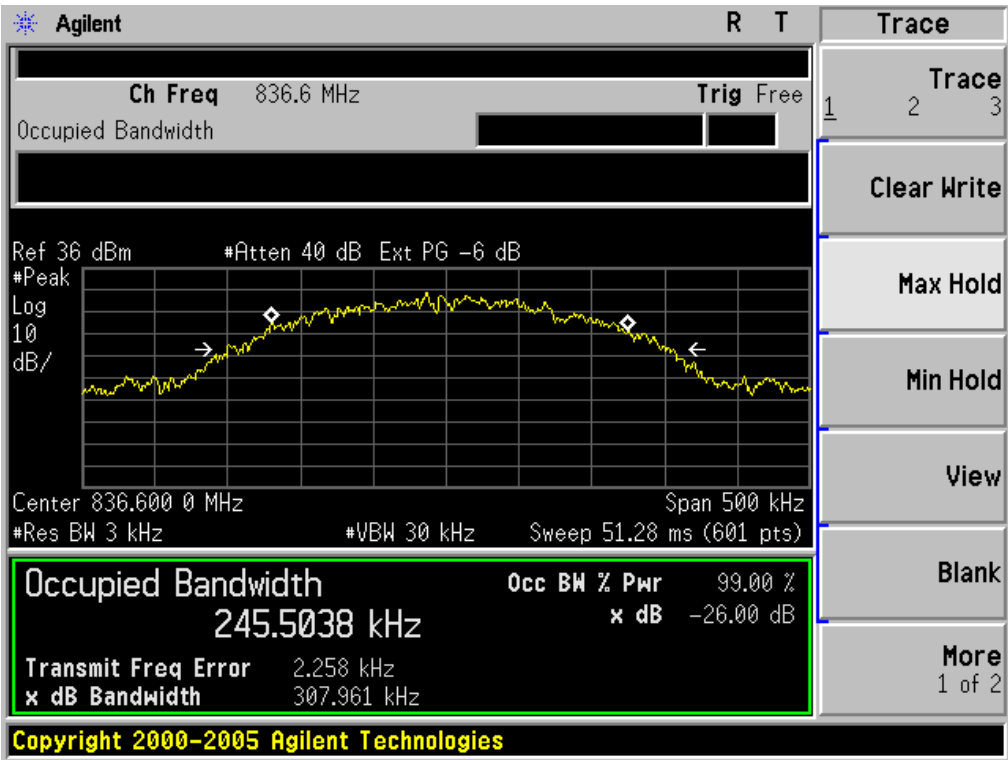 Agilent R T
Trace
Ch Freq 836.6 MHz Trig Free
Occupied Bandwidth
Trace
1 2 3
Clear Write
Max Hold
Min Hold
View
Blank
More
1 of 2
Ref 36 dBm #Atten 40 dB Ext PG -6 dB
#Peak
Log
10
dB/
Center 836.600 0 MHz Span 500 kHz
#Res BW 3 kHz #VBW 30 kHz Sweep 51.28 ms (601 pts)
Occupied Bandwidth Occ BW % Pwr 99.00 %
245.5038 kHz x dB -26.00 dB
Transmit Freq Error 2.258 kHz
x dB Bandwidth 307.961 kHz
Copyright 2000-2005 Agilent Technologies